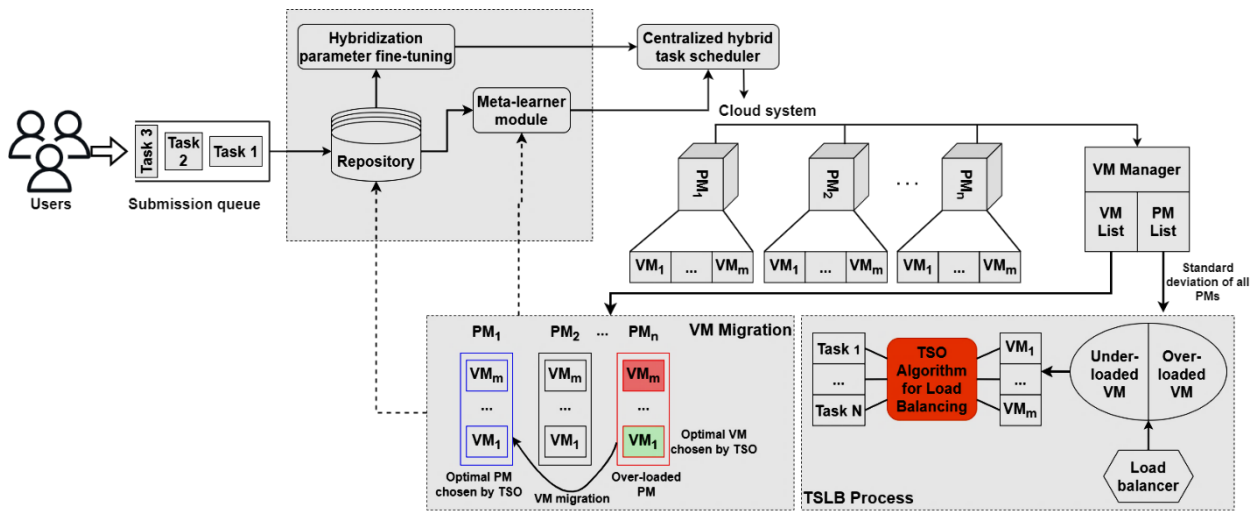 Users
Task 3
Task
2
Task 1
Submission queue
Hybridization
parameter fine-tuning
Repository
Meta-learner
module
Centralized hybrid
task scheduler
Cloud system
PM1
PM2
...
PMn
VM1 ... VMm
VM1 ... VMm
VM1 ... VMm
VM Manager
VM
List
PM
List
Standard
deviation of all
PMs
VM Migration
PM1 PM2 ... PMn
VMm
...
VM1
VMm
...
VM1
VMm
...
VM1
Optimal VM
chosen by TSO
Optimal PM
chosen by TSO
VM migration
Over-loaded
PM
Task 1
...
Task N
TSO
Algorithm
for Load
Balancing
VM1
...
VMm
Under-
loaded
VM
Over-
loaded
VM
Load
balancer
TSLB Process